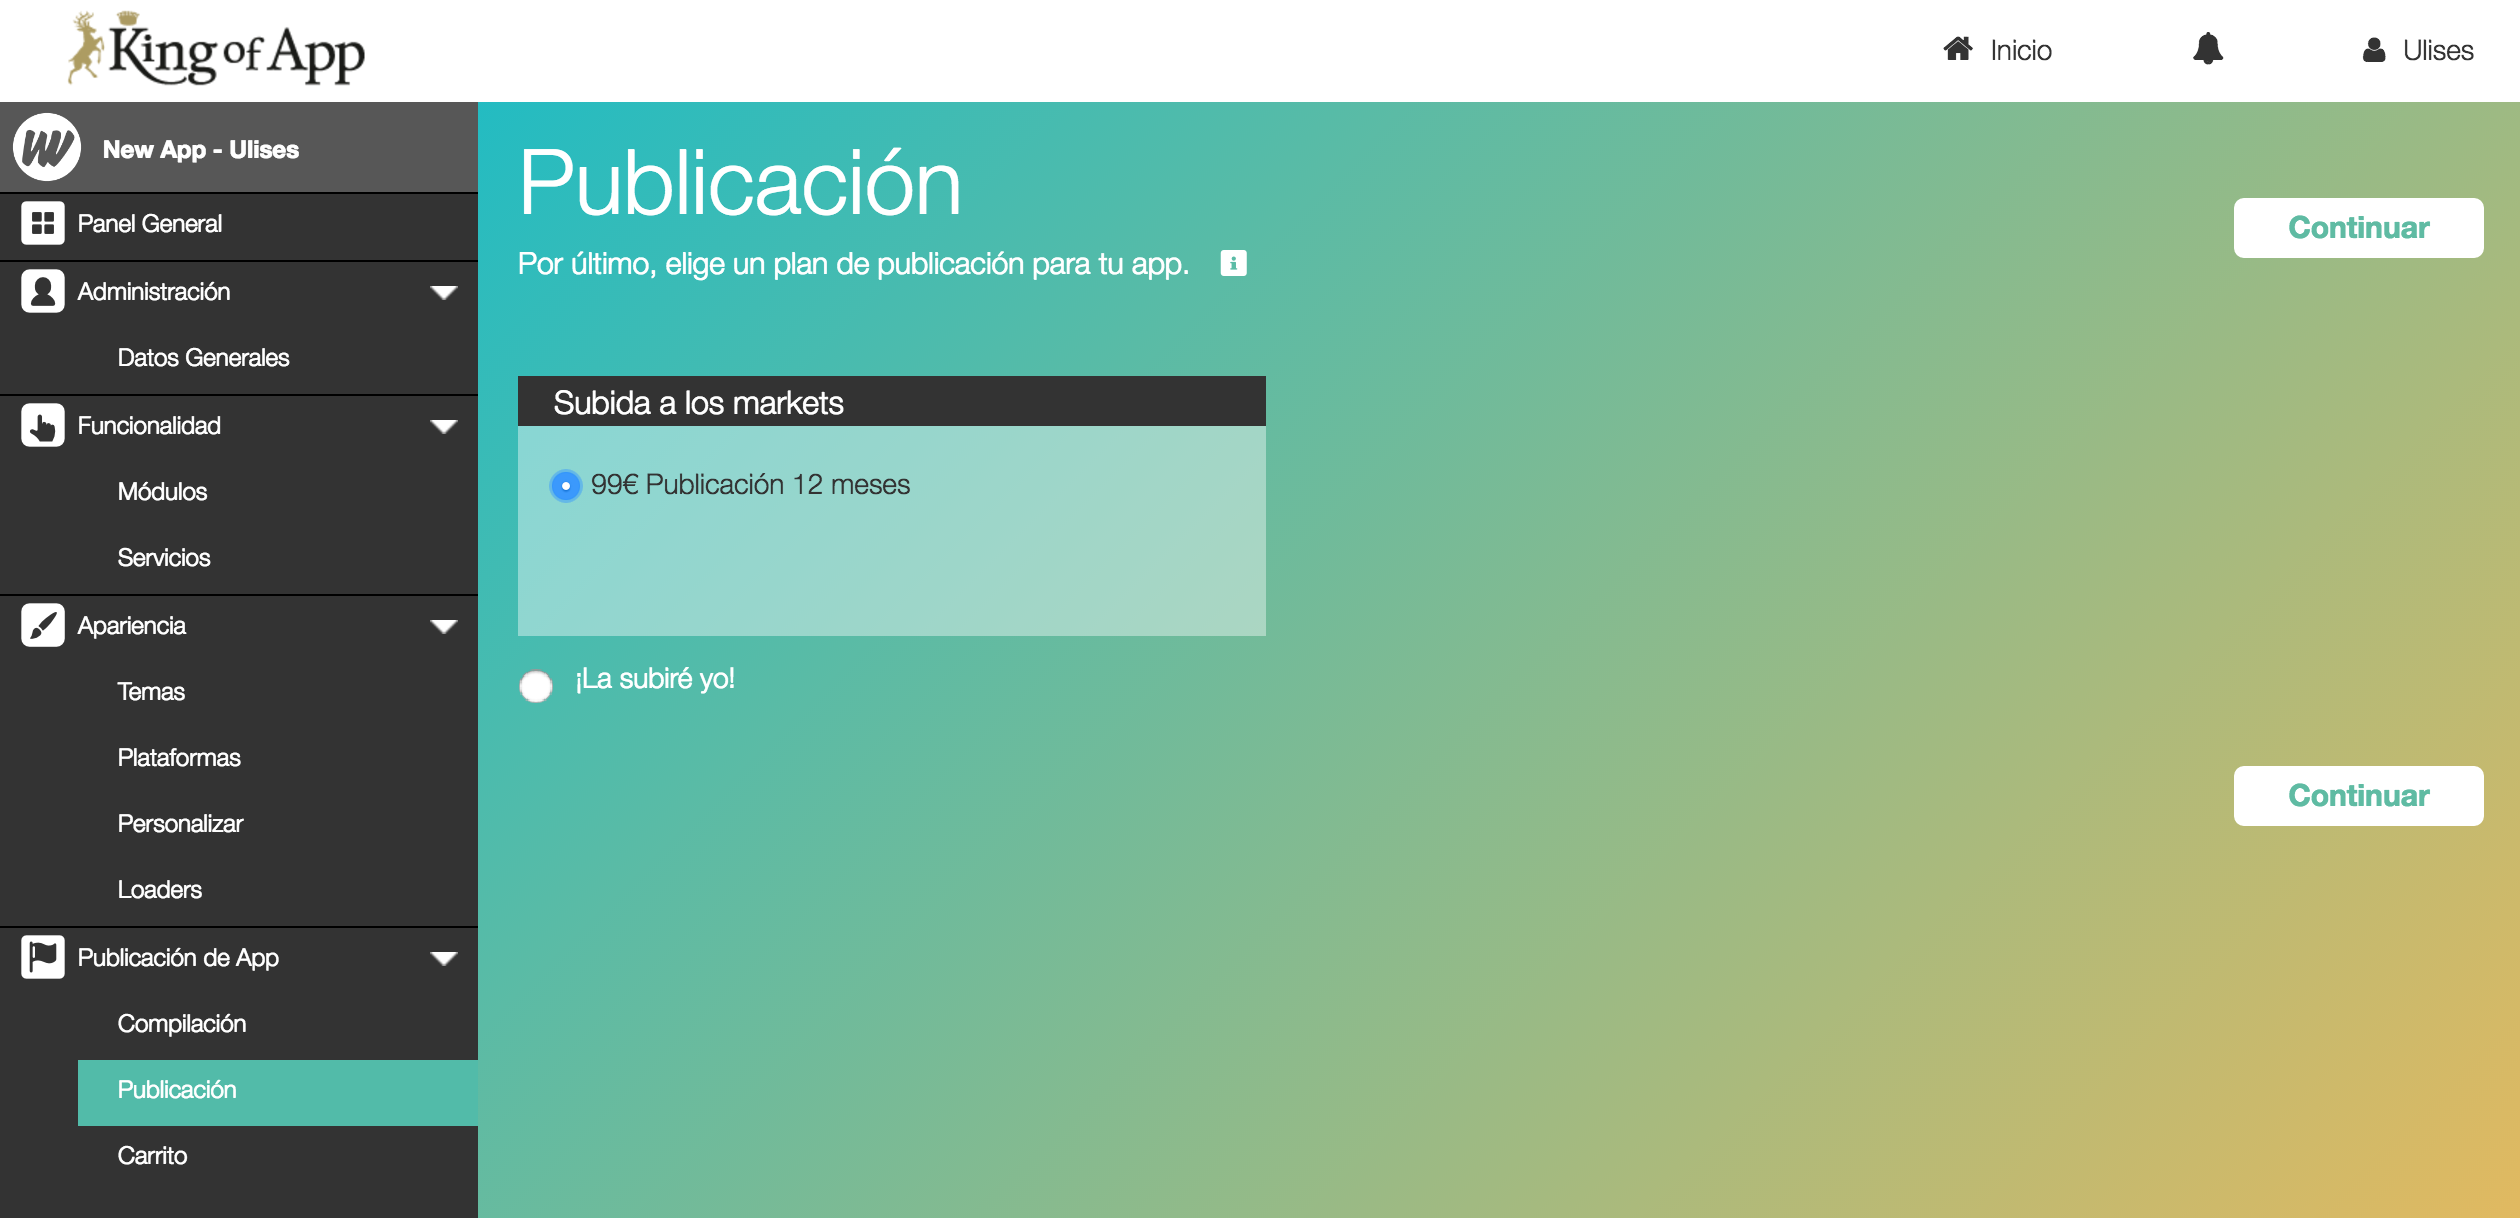 King of App
Inicio
Ulises
New App - Ulises
Panel General
Administración
Datos Generales
Funcionalidad
Módulos
Servicios
Apariencia
Temas
Plataformas
Personalizar
Loaders
Publicación de App
Compilación
Publicación
Carrito
Publicación
Continuar
Por último, elige un plan de publicación para tu app.
Subida a los markets
99€ Publicación 12 meses
¡La subiré yo!
Continuar